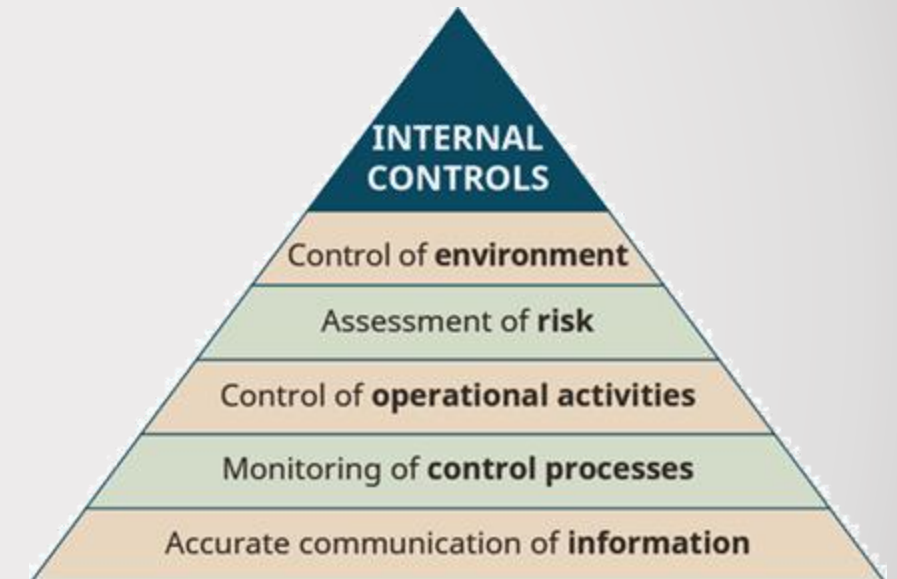 INTERNAL
CONTROLS
Control of environment
Assessment of risk
Control of operational activities
Monitoring of control processes
Accurate communication of information